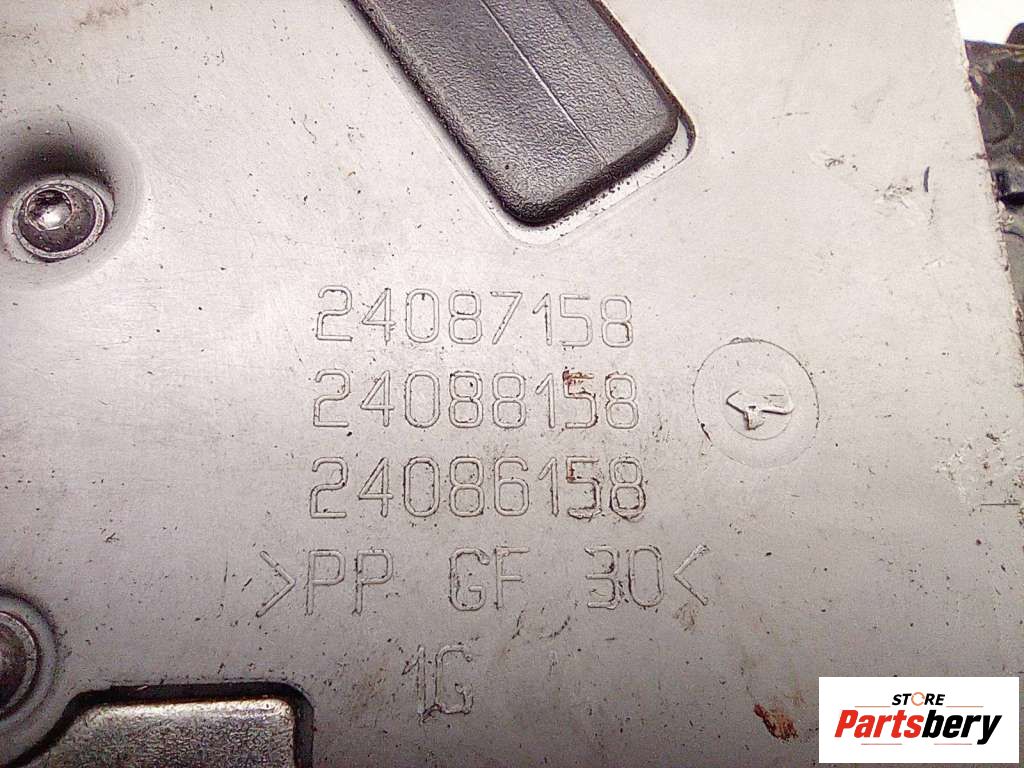 24087158
24088158
24086158
>PP GF 30<
1G
STORE
Partsbery